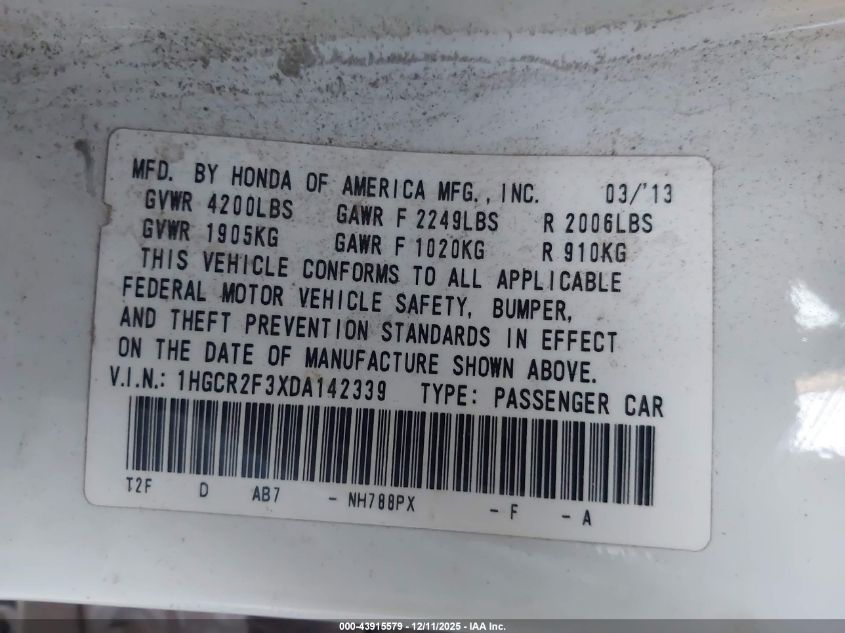 MFD. BY HONDA OF AMERICA MFG., INC. 03/'13
GVWR 4200LBS GAWR F 2249LBS R 2006LBS
GVWR 1905KG GAWR F 1020KG R 910KG
THIS VEHICLE CONFORMS TO ALL APPLICABLE
FEDERAL MOTOR VEHICLE SAFETY, BUMPER,
AND THEFT PREVENTION STANDARDS IN EFFECT
ON THE DATE OF MANUFACTURE SHOWN ABOVE.
V.I.N.: 1HGCR2F3XDA142339 TYPE: PASSENGER CAR
T2F D AB7 - NH788PX - F - A
000-43915579 - 12/11/2025 - IAA Inc.